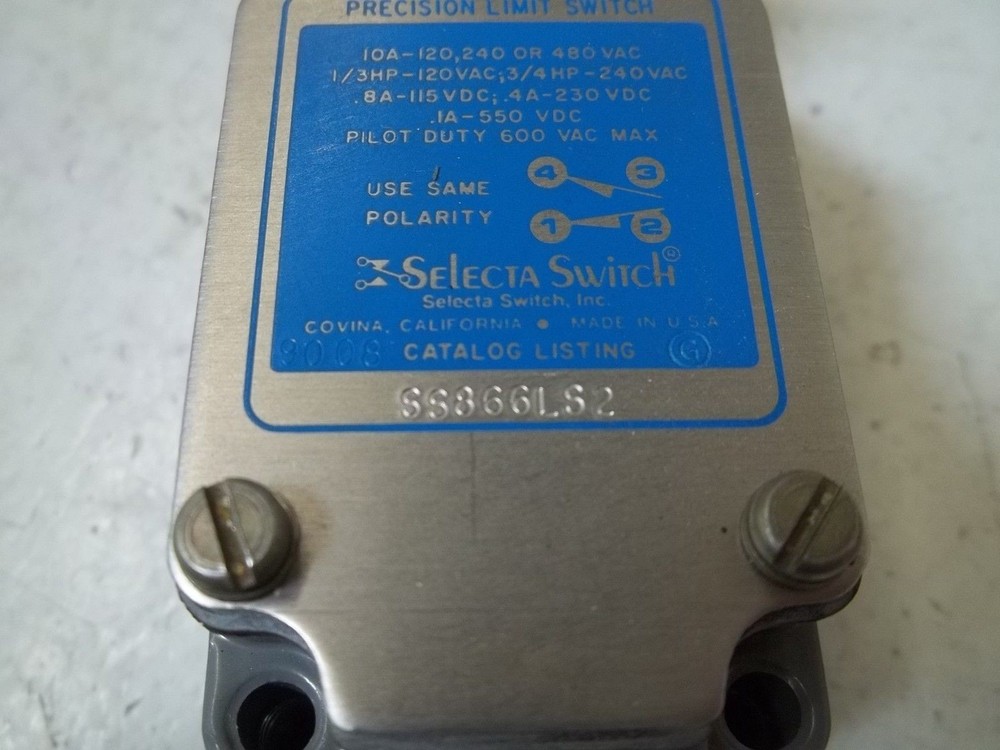 PRECISION LIMIT SWITCH
10A-120,240 OR 480 VAC
1/3HP-120VAC;3/4HP-240VAC
.8A-115VDC; .4A-230VDC
.1A-550 VDC
PILOT DUTY 600 VAC MAX
USE SAME 4 3
POLARITY 1 2
SELECTA SWITCH ®
Selecta Switch, Inc.
COVINA, CALIFORNIA • MADE IN U.S.A
CATALOG LISTING
SS866LS2